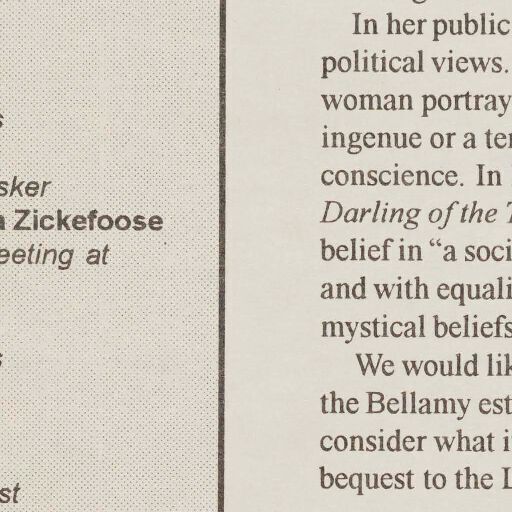 sker
Zickefoose
eeting at
st
In her public
political views.
woman portray
ingenue or a ter
conscience. In
Darling of the
belief in “a soci
and with equali
mystical beliefs
We would lik
the Bellamy est
consider what i
bequest to the L